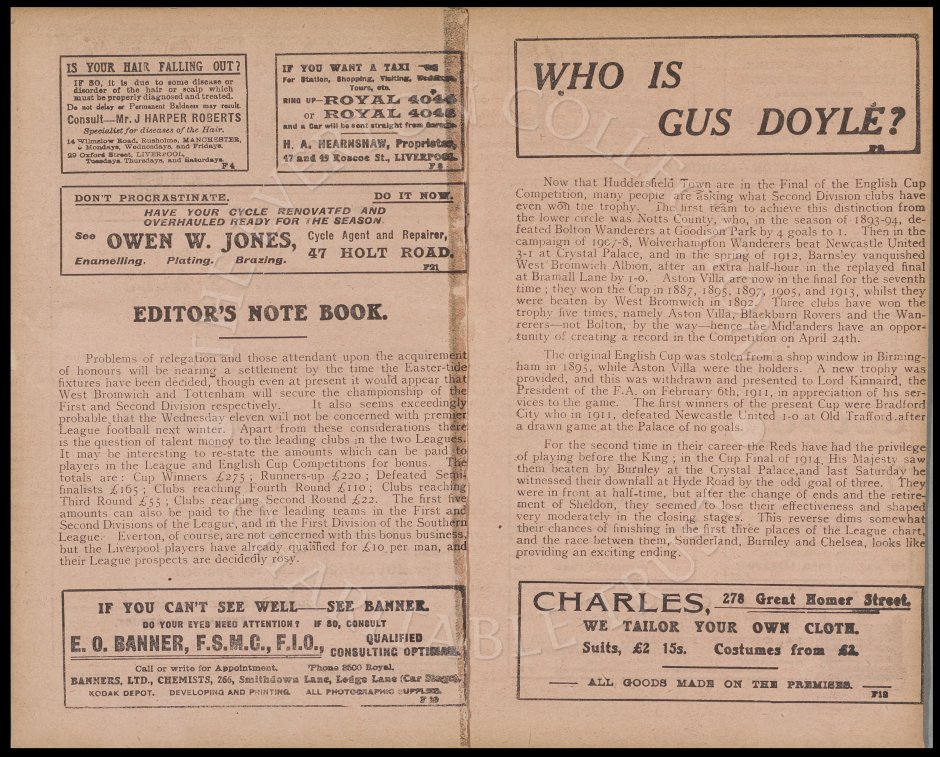 IS YOUR HAIR FALLING OUT?
IF SO, it is due to some disease or
disorder of the hair or scalp which
must be properly diagnosed and treated.
Do not delay or Permanent Baldness may result.
Consult—Mr. J HARPER ROBERTS
Specialist for diseases of the Hair.
14 Wilmslow Road, Rusholme, MANCHESTER,
Mondays, Wednesdays, and Fridays.
29 Oxford Street, LIVERPOOL,
Tuesdays, Thursdays, and Saturdays.
F 4
IF YOU WANT A TAXI
For Station, Shopping, Visiting, Weddings,
Tours, etc.
RING UP—ROYAL 4046
or ROYAL 4048
and a Car will be sent straight from Garage.
H. A. HEARNSHAW, Proprietor,
47 and 49 Roscoe St., LIVERPOOL
F 8
DON'T PROCRASTINATE. DO IT NOW.
HAVE YOUR CYCLE RENOVATED AND
OVERHAULED READY FOR THE SEASON.
See OWEN W. JONES, Cycle Agent and Repairer,
47 HOLT ROAD.
Enamelling. Plating. Brazing.
F21
EDITOR'S NOTE BOOK.
Problems of relegation and those attendant upon the acquirement
of honours will be nearing a settlement by the time the Easter-tide
fixtures have been decided, though even at present it would appear that
West Bromwich and Tottenham will secure the championship of the
First and Second Division respectively. It also seems exceedingly
probable that the Wednesday eleven will not be concerned with premier
League football next winter. Apart from these considerations there
is the question of talent money to the leading clubs in the two Leagues.
It may be interesting to re-state the amounts which can be paid to
players in the League and English Cup Competitions for bonus. The
totals are: Cup Winners £275; Runners-up £220; Defeated Semi-
finalists £165; Clubs reaching Fourth Round £110; Clubs reaching
Third Round £55; Clubs reaching Second Round £22. The first five
amounts can also be paid to the five leading teams in the First and
Second Divisions of the League, and in the First Division of the Southern
League. Everton, of course, are not concerned with this bonus business,
but the Liverpool players have already qualified for £10 per man, and
their League prospects are decidedly rosy.
IF YOU CAN'T SEE WELL—SEE BANNER.
DO YOUR EYES NEED ATTENTION? IF SO, CONSULT
E. O. BANNER, F.S.M.C., F.I.O., QUALIFIED
CONSULTING OPTICIAN.
Call or write for Appointment. 'Phone 3500 Royal.
BANNERS, LTD., CHEMISTS, 266, Smithdown Lane, Lodge Lane (Car Stage).
KODAK DEPOT. DEVELOPING AND PRINTING. ALL PHOTOGRAPHIC SUPPLIES.
WHO IS
GUS DOYLE?
Now that Huddersfield Town are in the Final of the English Cup
Competition, many people are asking what Second Division clubs have
even won the trophy. The first team to achieve this distinction from
the lower circle was Notts County, who, in the season of 1893-94, de-
feated Bolton Wanderers at Goodison Park by 4 goals to 1. Then in the
campaign of 1907-8, Wolverhampton Wanderers beat Newcastle United
3-1 at Crystal Palace, and in the spring of 1912, Barnsley vanquished
West Bromwich Albion, after an extra half-hour in the replayed final
at Bramall Lane by 1-0. Aston Villa are now in the final for the seventh
time; they won the Cup in 1887, 1895, 1897, 1905, and 1913, whilst they
were beaten by West Bromwich in 1892. Three clubs have won the
trophy five times, namely Aston Villa, Blackburn Rovers and the Wan-
rerers—not Bolton, by the way—hence the Midlanders have an oppor-
tunity of creating a record in the Competition on April 24th.
The original English Cup was stolen from a shop window in Birming-
ham in 1895, while Aston Villa were the holders. A new trophy was
provided, and this was withdrawn and presented to Lord Kinnaird, the
President of the F.A. on February 6th, 1911, in appreciation of his ser-
vices to the game. The first winners of the present Cup were Bradford
City who in 1911, defeated Newcastle United 1-0 at Old Trafford after
a drawn game at the Palace of no goals.
For the second time in their career the Reds have had the privilege
of playing before the King; in the Cup Final of 1914, His Majesty saw
them beaten by Burnley at the Crystal Palace, and last Saturday he
witnessed their downfall at Hyde Road by the odd goal of three. They
were in front at half-time, but after the change of ends and the retire-
ment of Sheldon, they seemed to lose their effectiveness and shaped
very moderately in the closing stages. This reverse dims somewhat
their chances of finishing in the first three places of the League chart,
and the race betwen them, Sunderland, Burnley and Chelsea, looks like
providing an exciting ending.
CHARLES, 278 Great Homer Street.
WE TAILOR YOUR OWN CLOTH.
Suits, £2 15s. Costumes from £3.
ALL GOODS MADE ON THE PREMISES.
F18